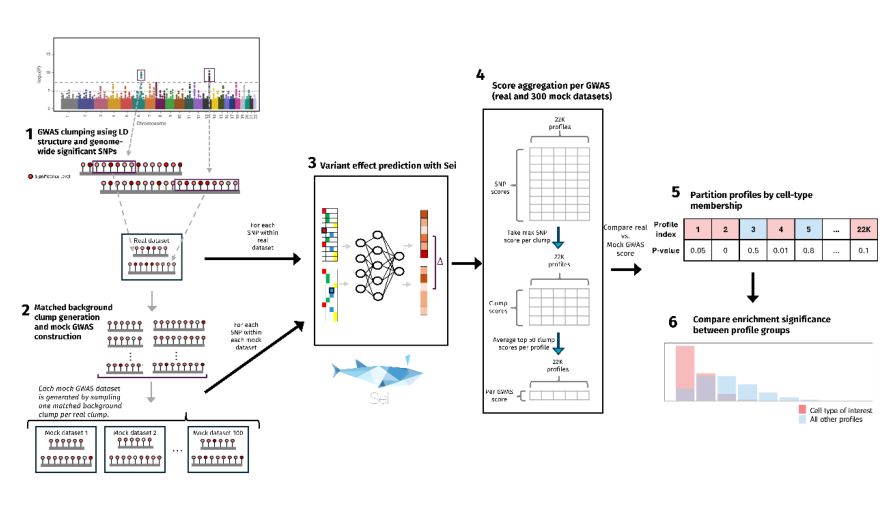 1 GWAS clumping using LD
structure and genome-
wide significant SNPs
Chromosome
Significance Level
Real dataset
For each
SNP within
real
dataset
2 Matched background
clump generation
and mock GWAS
construction
For each
SNP within
each mock
dataset
Each mock GWAS dataset
is generated by sampling
one matched background
clump per real clump.
Mock dataset 1
Mock dataset 2
...
Mock dataset 300
3 Variant effect prediction with Sei
Δ
Sei
4 Score aggregation per GWAS
(real and 300 mock datasets)
22K
profiles
SNP
scores
Take max SNP
score per clump
22K
profiles
Clump
scores
Average top 50 clump
scores per profile
22K
profiles
Per GWAS
score
Compare real
vs.
Mock GWAS
score
5 Partition profiles by cell-type
membership
Profile
index
1 2 3 4 5 ... 22K
P-value 0.05 0 0.5 0.01 0.8 ... 0.1
6 Compare enrichment significance
between profile groups
Cell type of interest
All other profiles